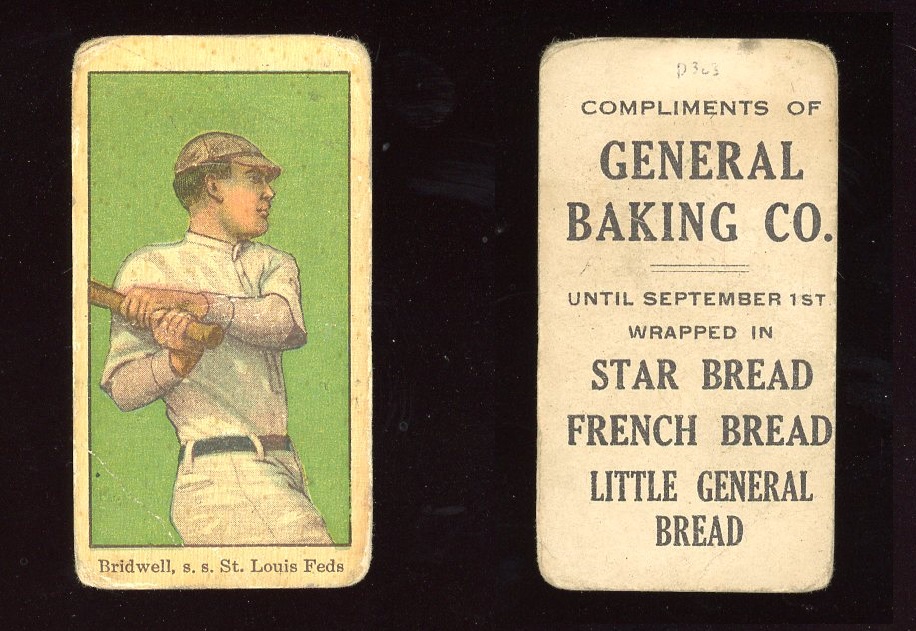 Bridwell, s. s. St. Louis Feds
D303
COMPLIMENTS OF
GENERAL
BAKING CO.
UNTIL SEPTEMBER 1ST
WRAPPED IN
STAR BREAD
FRENCH BREAD
LITTLE GENERAL
BREAD